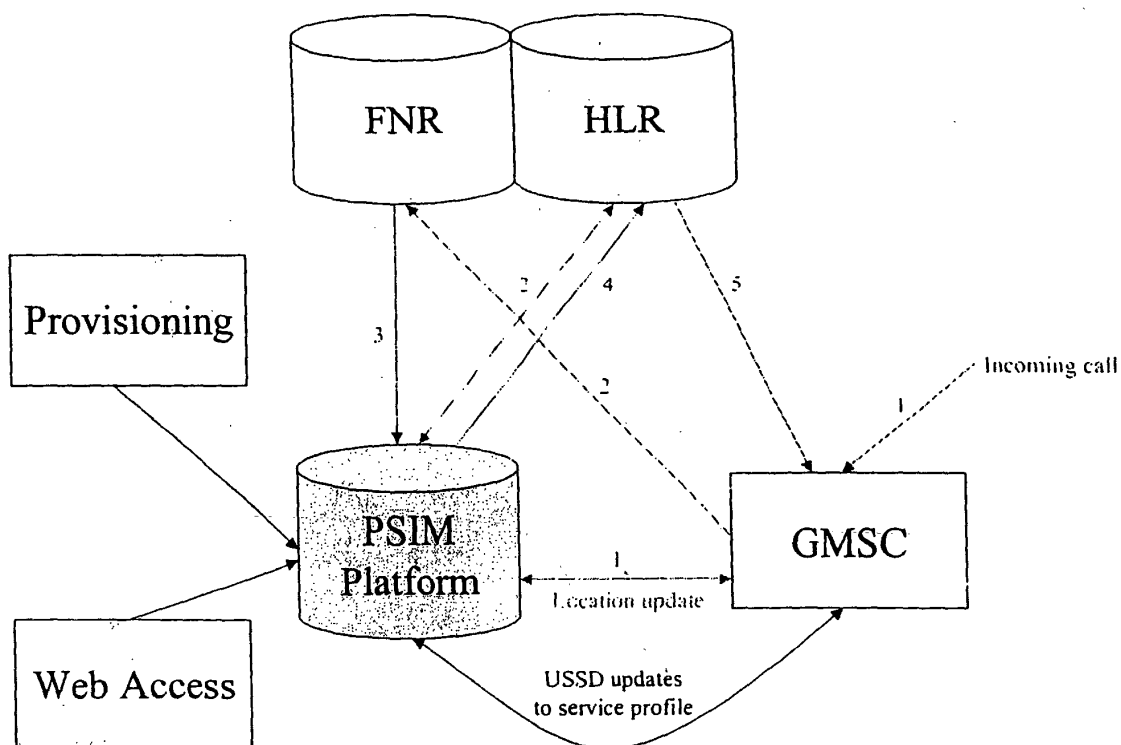 FNR
HLR
2
4
5
Provisioning
3
2
Incoming call
1
PSIM
Platform
GMSC
1
Location update
Web Access
USSD updates
to service profile